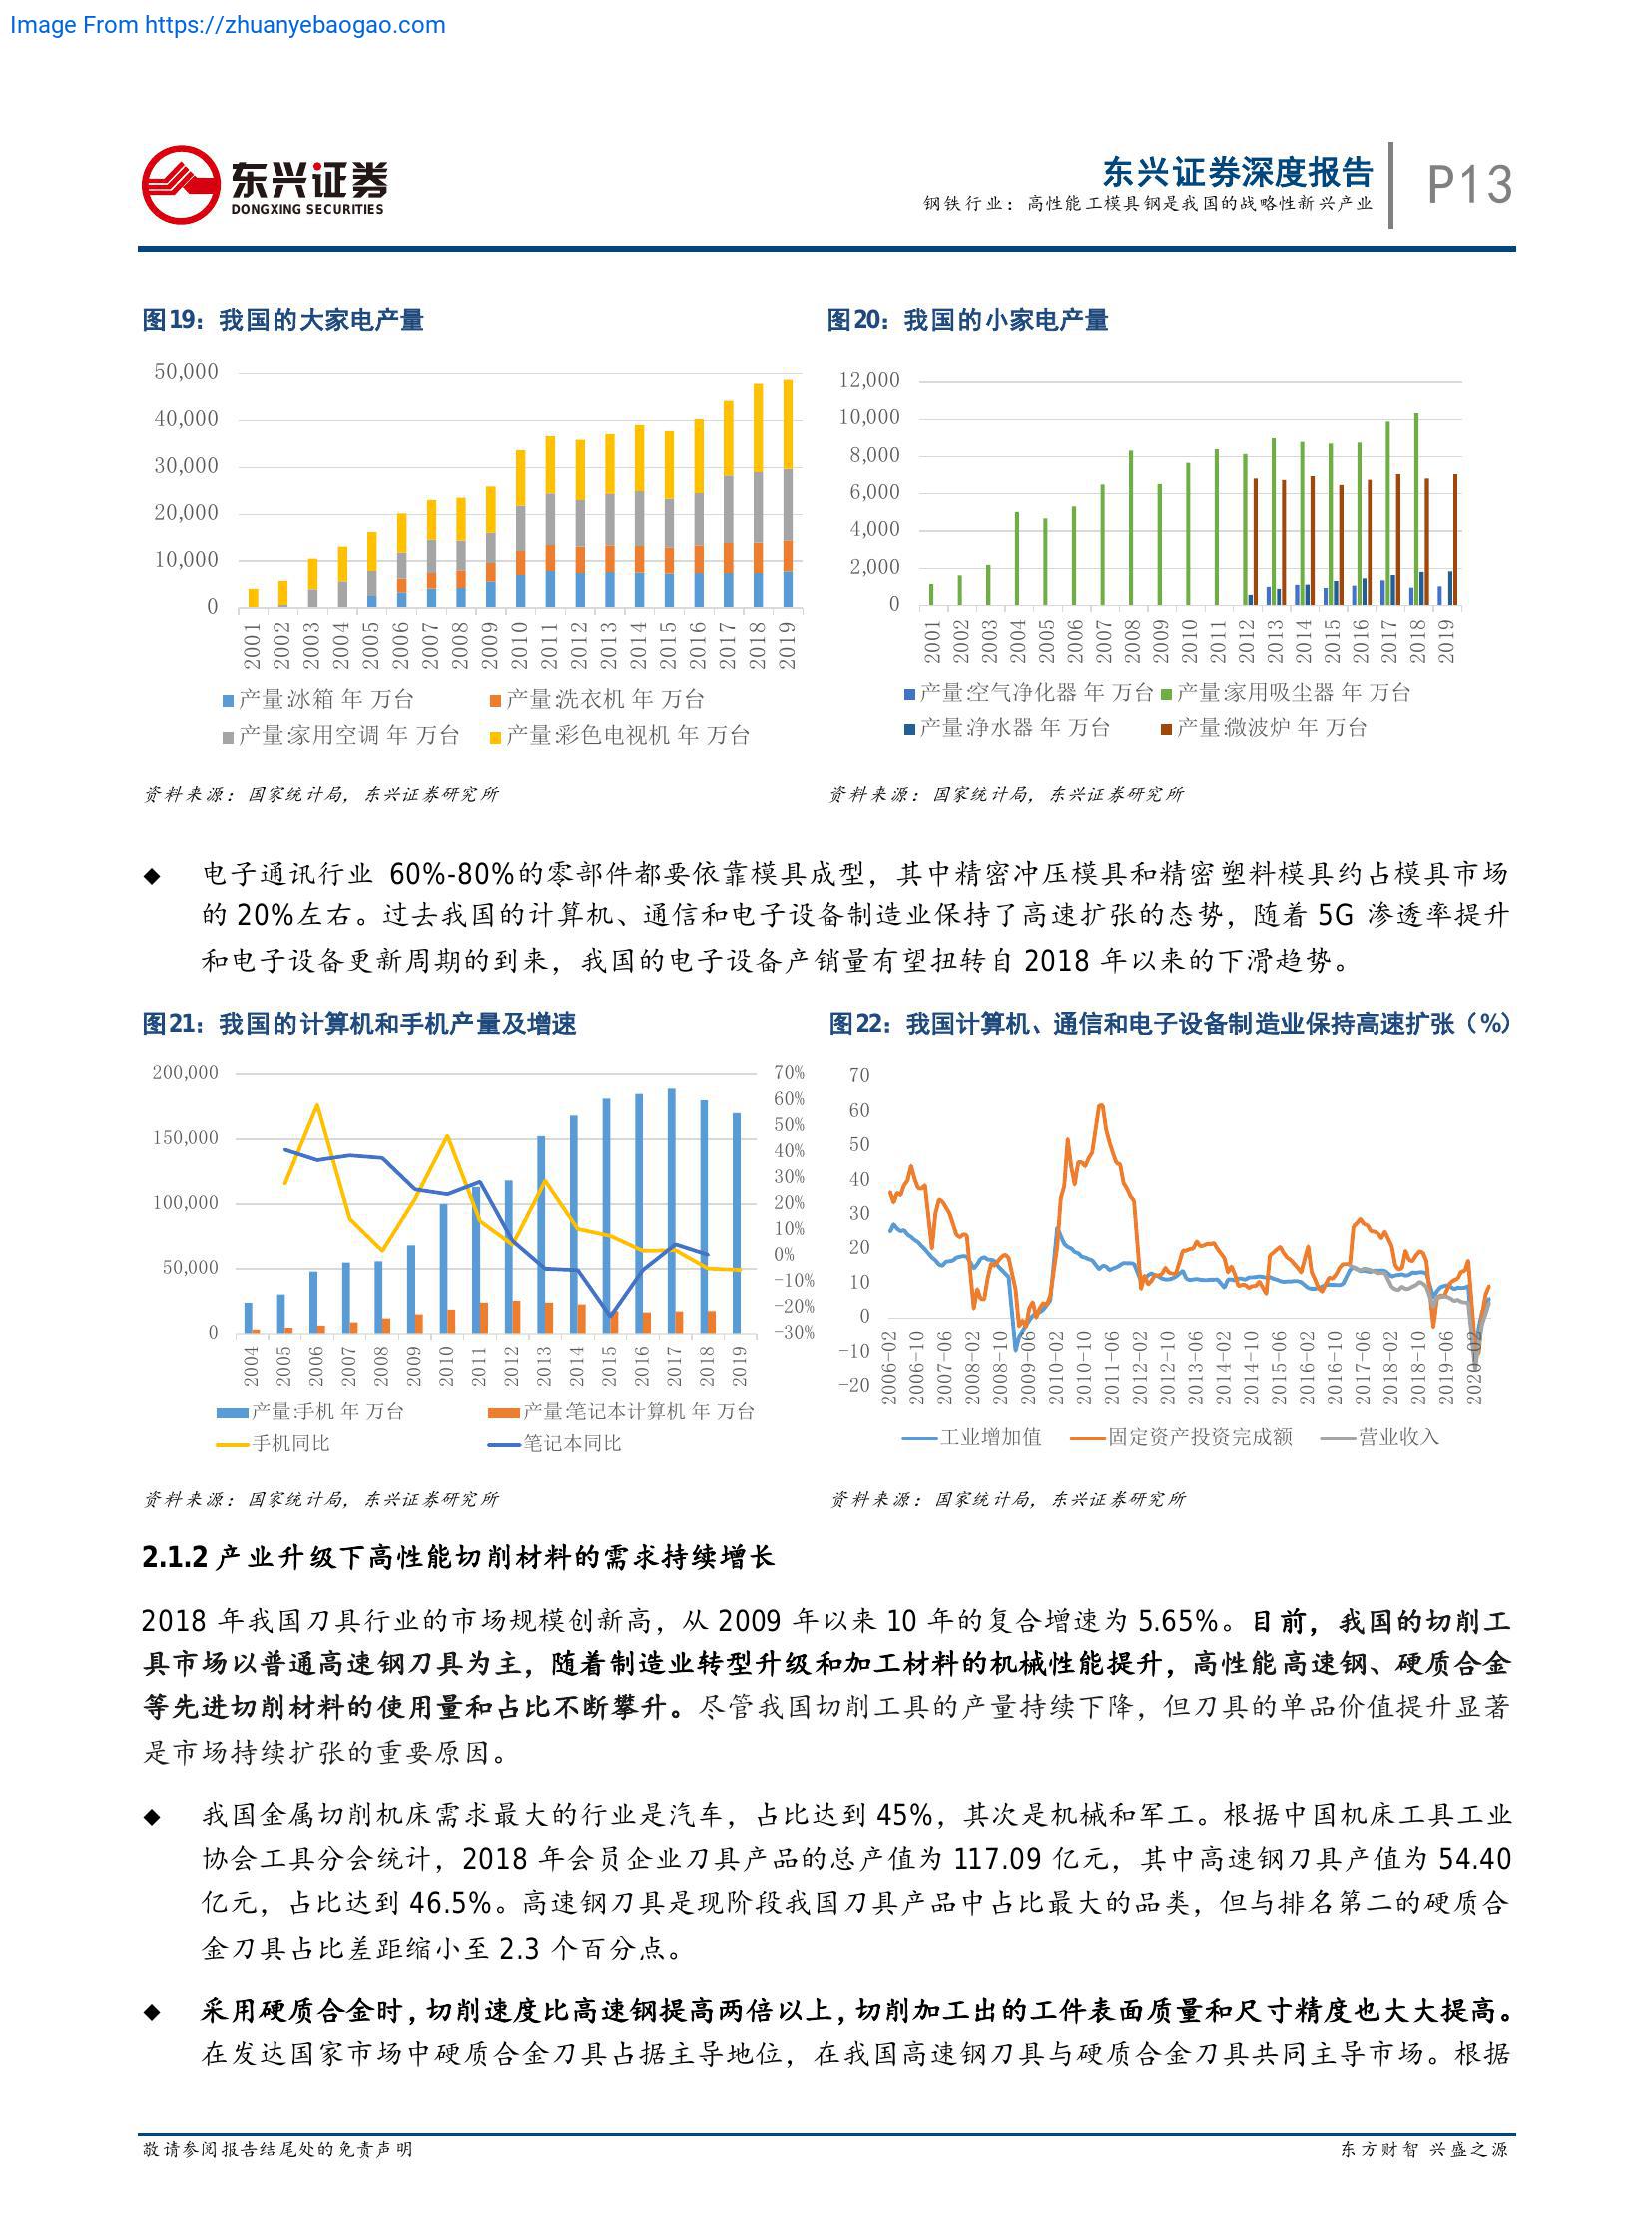 Image From https://zhuanyebaogao.com
东兴证券
DONGXING SECURITIES
东兴证券深度报告
钢铁行业：高性能工模具钢是我国的战略性新兴产业
P13
图19：我国的大家电产量
50,000
40,000
30,000
20,000
10,000
0
2001 2002 2003 2004 2005 2006 2007 2008 2009 2010 2011 2012 2013 2014 2015 2016 2017 2018 2019
产量:冰箱 年 万台 产量:洗衣机 年 万台
产量:家用空调 年 万台 产量:彩色电视机 年 万台
资料来源：国家统计局，东兴证券研究所
图20：我国的小家电产量
12,000
10,000
8,000
6,000
4,000
2,000
0
2001 2002 2003 2004 2005 2006 2007 2008 2009 2010 2011 2012 2013 2014 2015 2016 2017 2018 2019
产量:空气净化器 年 万台 产量:家用吸尘器 年 万台
产量:净水器 年 万台 产量:微波炉 年 万台
资料来源：国家统计局，东兴证券研究所
◆ 电子通讯行业 60%-80%的零部件都要依靠模具成型，其中精密冲压模具和精密塑料模具约占模具市场
的 20%左右。过去我国的计算机、通信和电子设备制造业保持了高速扩张的态势，随着 5G 渗透率提升
和电子设备更新周期的到来，我国的电子设备产销量有望扭转自 2018 年以来的下滑趋势。
图21：我国的计算机和手机产量及增速
200,000
150,000
100,000
50,000
0
70%
60%
50%
40%
30%
20%
10%
0%
-10%
-20%
-30%
2004 2005 2006 2007 2008 2009 2010 2011 2012 2013 2014 2015 2016 2017 2018 2019
产量:手机 年 万台 产量:笔记本计算机 年 万台
手机同比 笔记本同比
资料来源：国家统计局，东兴证券研究所
图22：我国计算机、通信和电子设备制造业保持高速扩张（%）
70
60
50
40
30
20
10
0
-10
-20
2006-02 2006-10 2007-06 2008-02 2008-10 2009-06 2010-02 2010-10 2011-06 2012-02 2012-10 2013-06 2014-02 2014-10 2015-06 2016-02 2016-10 2017-06 2018-02 2018-10 2019-06 2020-02
工业增加值 固定资产投资完成额 营业收入
资料来源：国家统计局，东兴证券研究所
2.1.2 产业升级下高性能切削材料的需求持续增长
2018 年我国刀具行业的市场规模创新高，从 2009 年以来 10 年的复合增速为 5.65%。目前，我国的切削工
具市场以普通高速钢刀具为主，随着制造业转型升级和加工材料的机械性能提升，高性能高速钢、硬质合金
等先进切削材料的使用量和占比不断攀升。尽管我国切削工具的产量持续下降，但刀具的单品价值提升显著
是市场持续扩张的重要原因。
◆ 我国金属切削机床需求最大的行业是汽车，占比达到 45%，其次是机械和军工。根据中国机床工具工业
协会工具分会统计，2018 年会员企业刀具产品的总产值为 117.09 亿元，其中高速钢刀具产值为 54.40
亿元，占比达到 46.5%。高速钢刀具是现阶段我国刀具产品中占比最大的品类，但与排名第二的硬质合
金刀具占比差距缩小至 2.3 个百分点。
◆ 采用硬质合金时，切削速度比高速钢提高两倍以上，切削加工出的工件表面质量和尺寸精度也大大提高。
在发达国家市场中硬质合金刀具占据主导地位，在我国高速钢刀具与硬质合金刀具共同主导市场。根据
敬请参阅报告结尾处的免责声明
东方财智 兴盛之源